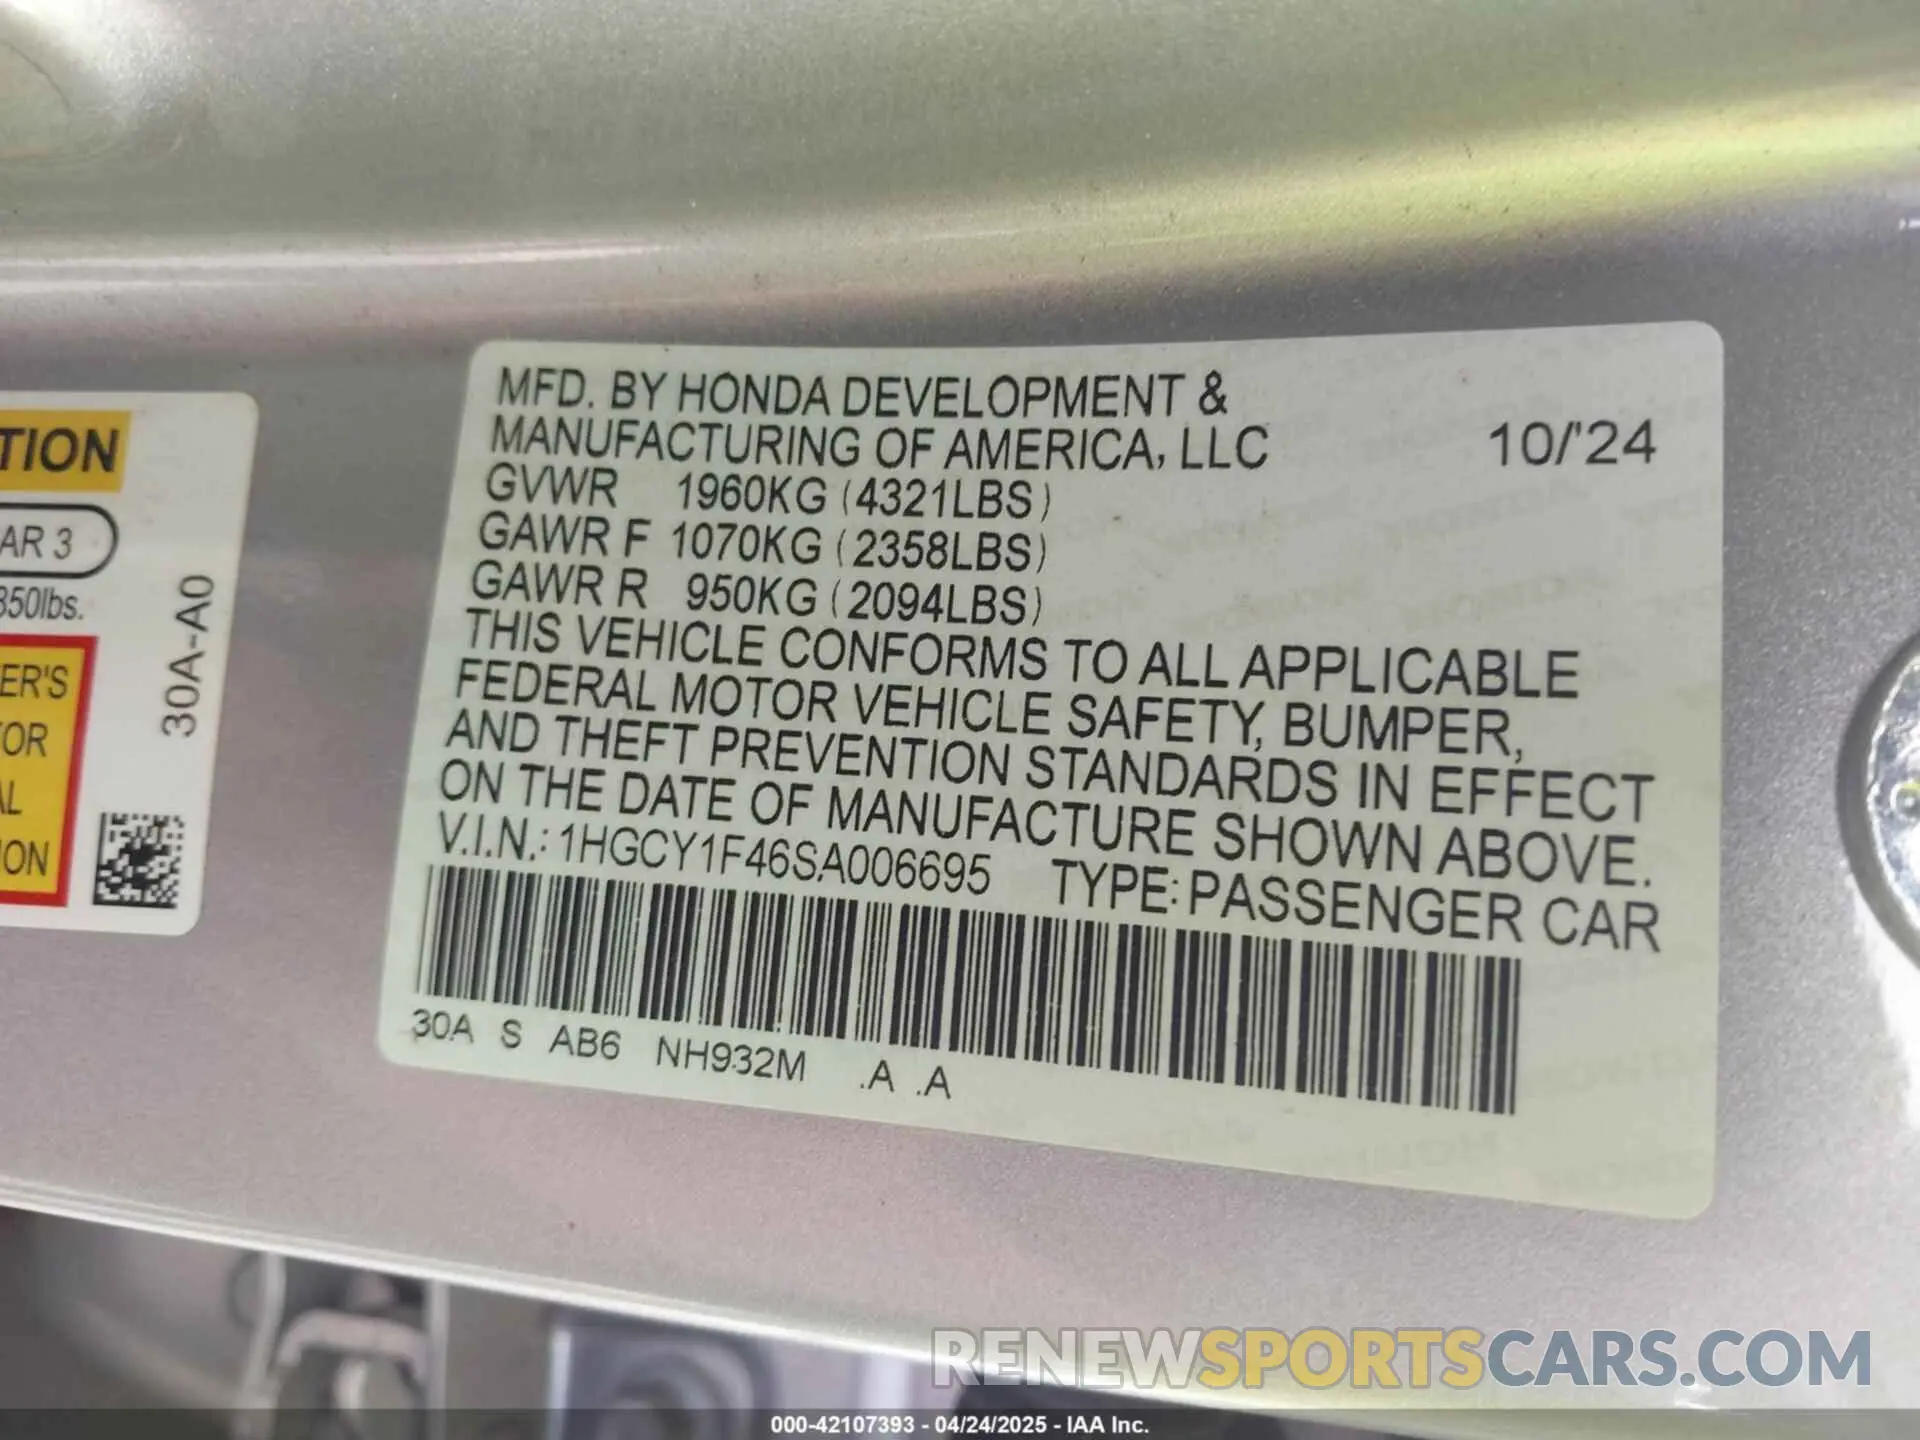 MFD. BY HONDA DEVELOPMENT &
MANUFACTURING OF AMERICA, LLC 10/'24
GVWR 1960KG (4321LBS)
GAWR F 1070KG (2358LBS)
GAWR R 950KG (2094LBS)
THIS VEHICLE CONFORMS TO ALL APPLICABLE
FEDERAL MOTOR VEHICLE SAFETY, BUMPER,
AND THEFT PREVENTION STANDARDS IN EFFECT
ON THE DATE OF MANUFACTURE SHOWN ABOVE.
V.I.N.: 1HGCY1F46SA006695 TYPE: PASSENGER CAR
30A S AB6 NH932M .A .A
TION
AR 3
350lbs.
ER'S
TOR
AL
ION
30A-A0
RENEWSPORTSCARS.COM
000-42107393 - 04/24/2025 - IAA Inc.